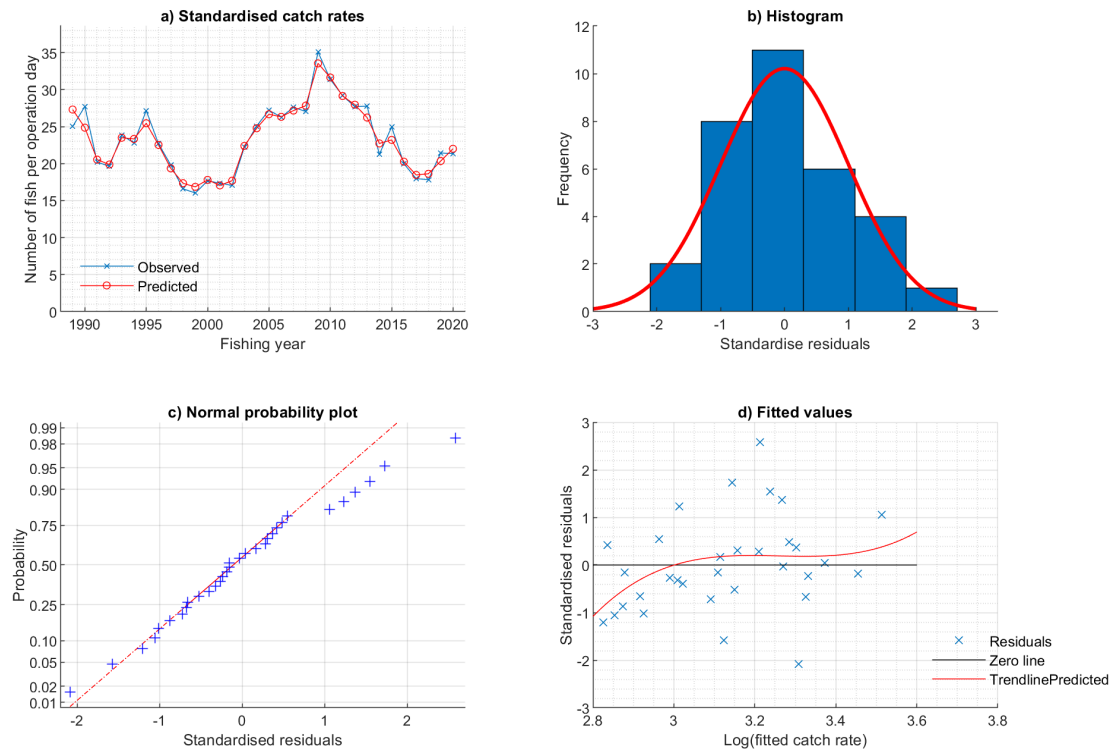 a) Standardised catch rates
Number of fish per operation day
35
30
25
20
15
10
5
0
1990 1995 2000 2005 2010 2015 2020
Fishing year
Observed
Predicted
b) Histogram
Frequency
12
10
8
6
4
2
0
-3 -2 -1 0 1 2 3
Standardise residuals
c) Normal probability plot
Probability
0.99
0.98
0.95
0.90
0.75
0.50
0.25
0.10
0.05
0.02
0.01
-2 -1 0 1 2
Standardised residuals
d) Fitted values
Standardised residuals
3
2
1
0
-1
-2
-3
2.8 3 3.2 3.4 3.6 3.8
Log(fitted catch rate)
Residuals
Zero line
TrendlinePredicted